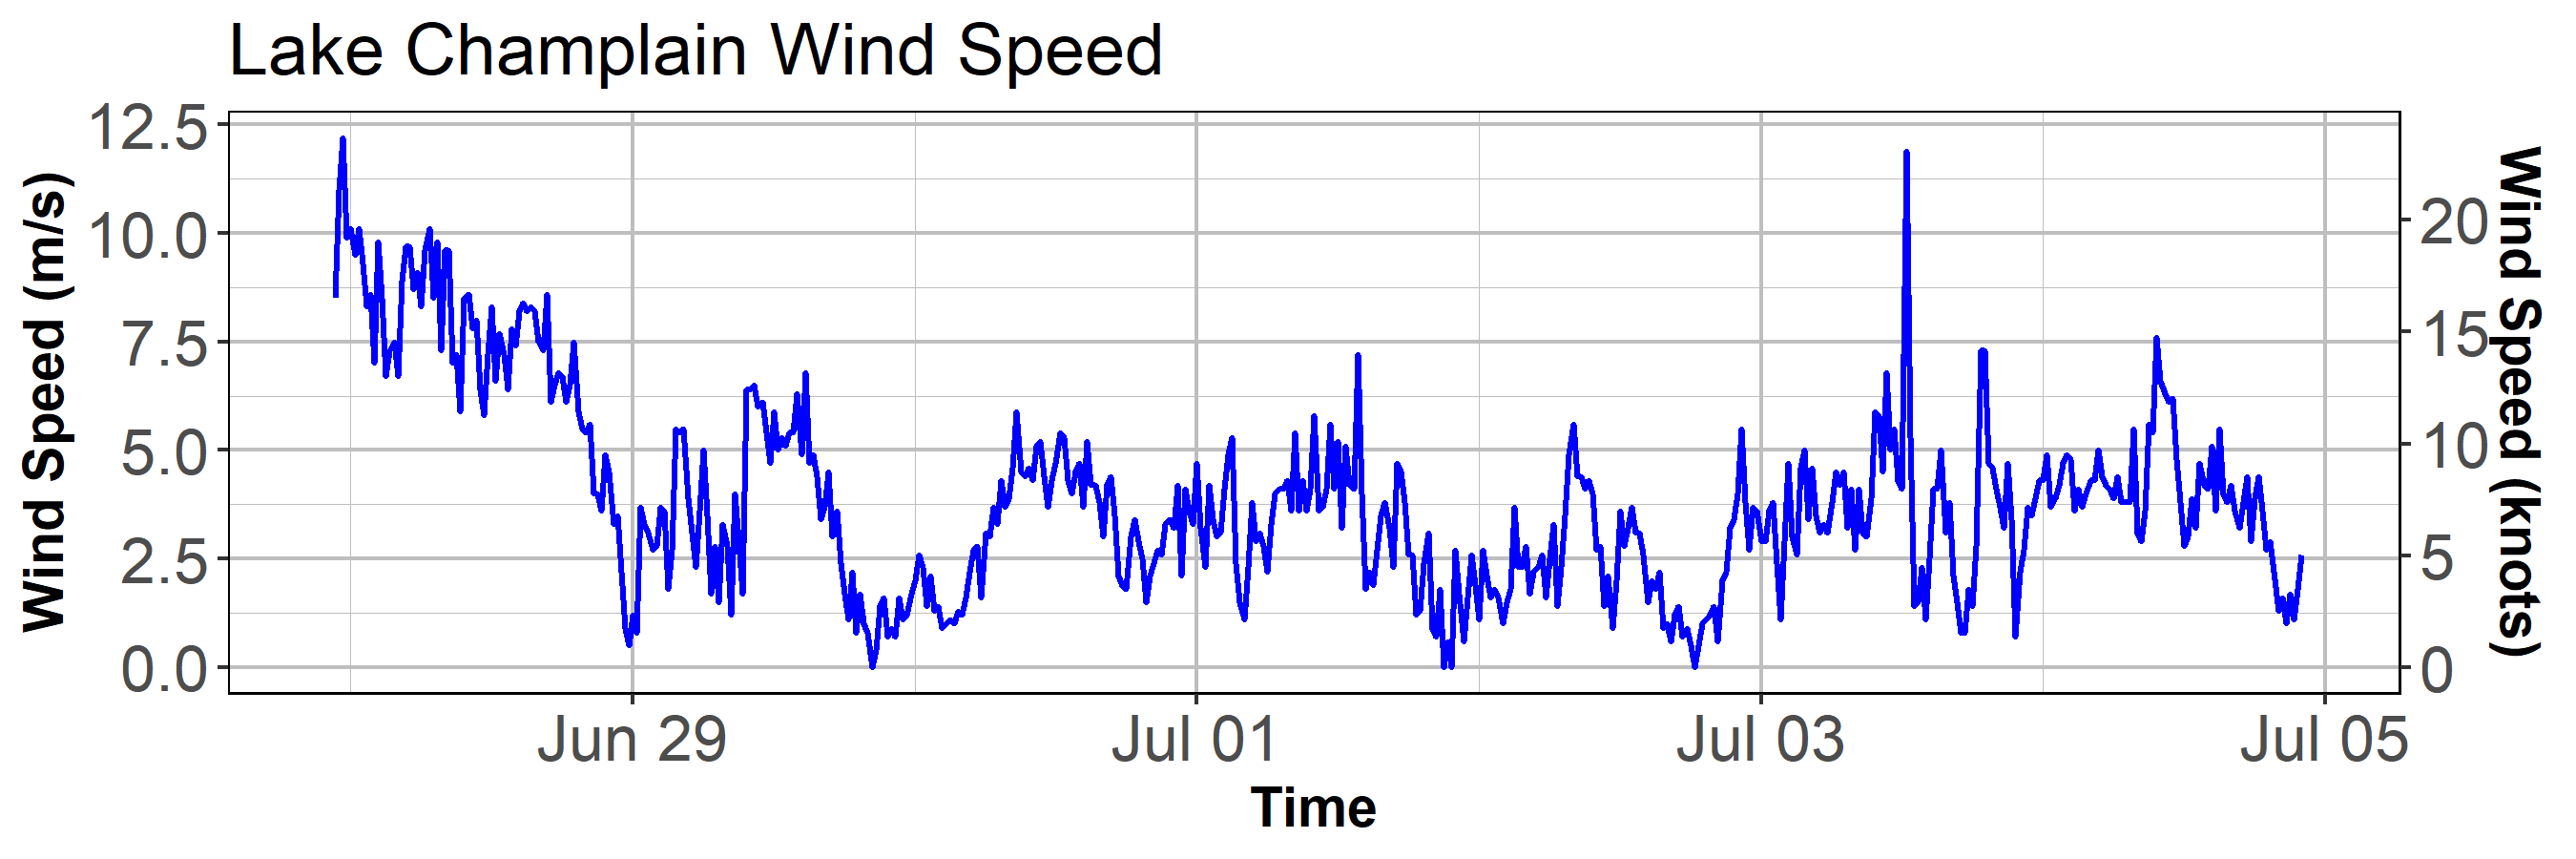 Lake Champlain Wind Speed
Wind Speed (m/s)
12.5
10.0
7.5
5.0
2.5
0.0
20
15
10
5
0
Wind Speed (knots)
Jun 29
Jul 01
Jul 03
Jul 05
Time